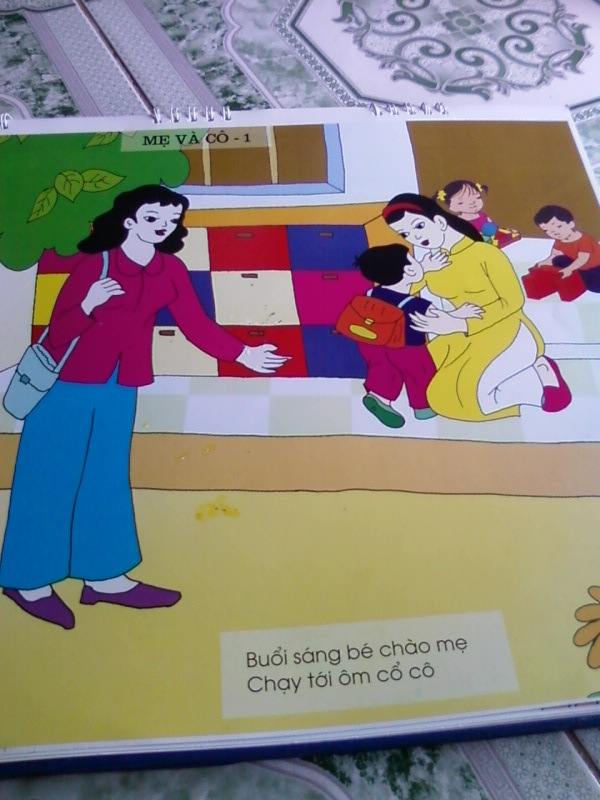 MẸ VÀ CÔ - 1
Buổi sáng bé chào mẹ
Chạy tới ôm cổ cô